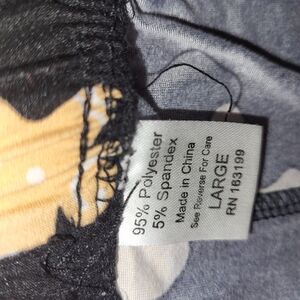 95% Polyester
5% Spandex
Made in China
See Reverse For Care
LARGE
RN 163199